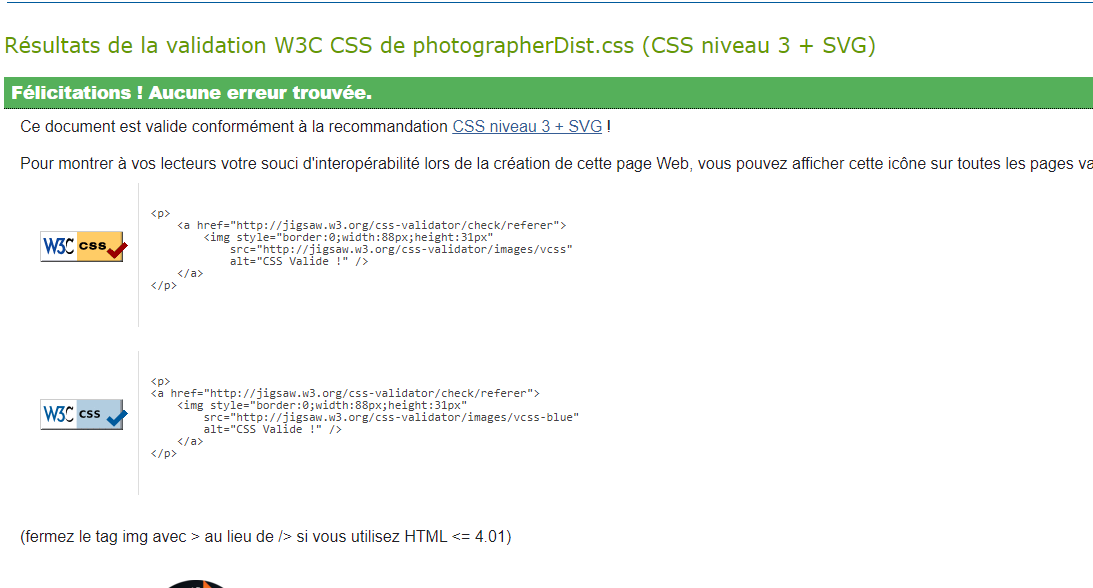 Résultats de la validation W3C CSS de photographerDist.css (CSS niveau 3 + SVG)
Félicitations ! Aucune erreur trouvée.
Ce document est valide conformément à la recommandation CSS niveau 3 + SVG !
Pour montrer à vos lecteurs votre souci d'interopérabilité lors de la création de cette page Web, vous pouvez afficher cette icône sur toutes les pages va
W3C css
<p>
<a href="http://jigsaw.w3.org/css-validator/check/referer">
<img style="border:0;width:88px;height:31px"
src="http://jigsaw.w3.org/css-validator/images/vcss"
alt="CSS Valide !" />
</a>
</p>
W3C css
<p>
<a href="http://jigsaw.w3.org/css-validator/check/referer">
<img style="border:0;width:88px;height:31px"
src="http://jigsaw.w3.org/css-validator/images/vcss-blue"
alt="CSS Valide !" />
</a>
</p>
(fermez le tag img avec > au lieu de /> si vous utilisez HTML <= 4.01)